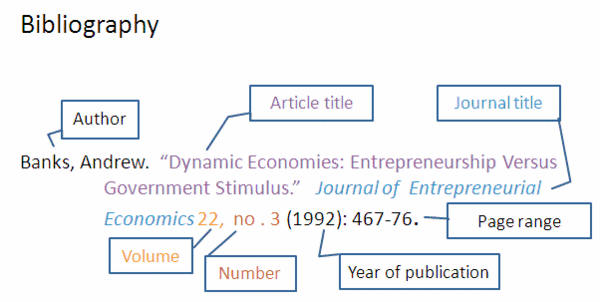 Bibliography
Article title
Journal title
Author
Banks, Andrew. “Dynamic Economies: Entrepreneurship Versus
Government Stimulus.” Journal of Entrepreneurial
Economics 22, no . 3 (1992): 467-76.
Page range
Volume
Number
Year of publication